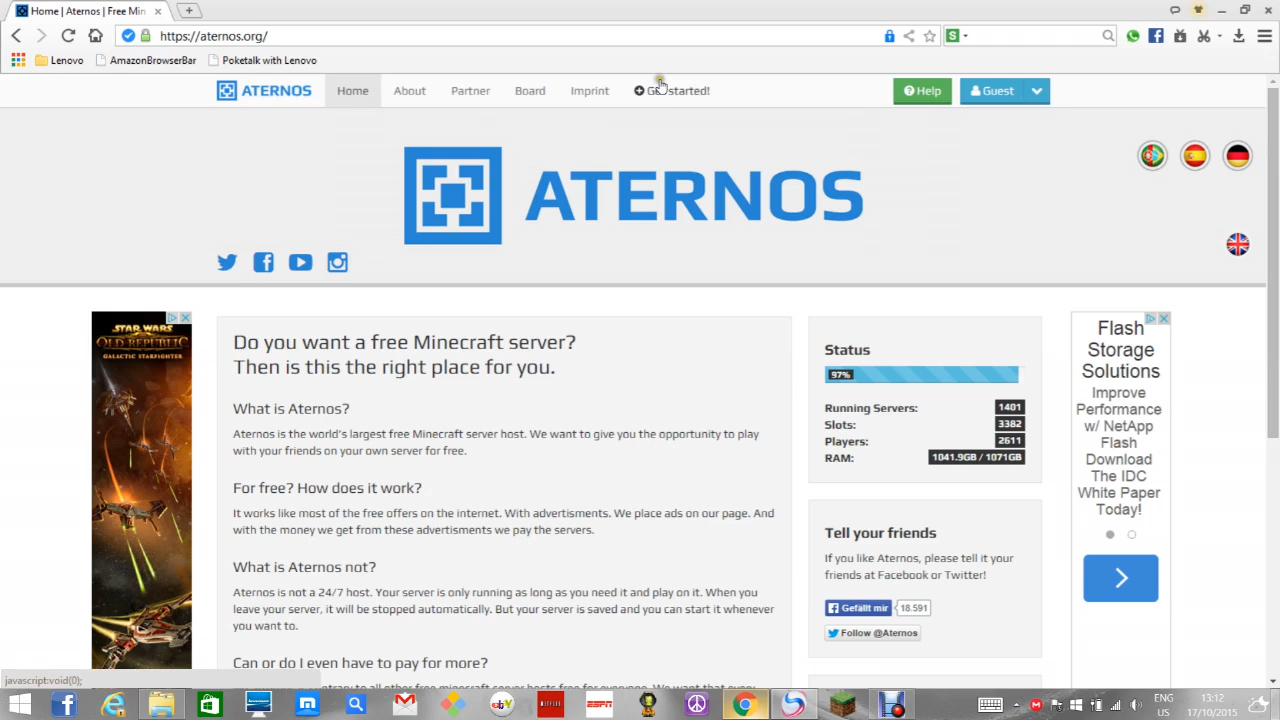 Home | Aternos | Free Min
https://aternos.org/
S
Lenovo
AmazonBrowserBar
Poketalk with Lenovo
ATERNOS
Home
About
Partner
Board
Imprint
started!
Help
Guest
ATERNOS
STAR WARS
THE OLD REPUBLIC
GALACTIC STARFIGHTER
Do you want a free Minecraft server?
Then is this the right place for you.
What is Aternos?
Aternos is the world's largest free Minecraft server host. We want to give you the opportunity to play
with your friends on your own server for free.
For free? How does it work?
It works like most of the free offers on the internet. With advertisments. We place ads on our page. And
with the money we get from these advertisments we pay the servers.
What is Aternos not?
Aternos is not a 24/7 host. Your server is only running as long as you need it and play on it. When you
leave your server, it will be stopped automatically. But your server is saved and you can start it whenever
you want to.
Can or do I even have to pay for more?
Status
97%
Running Servers: 1401
Slots: 3382
Players: 2611
RAM: 1041.9GB / 1071GB
Tell your friends
If you like Aternos, please tell it your
friends at Facebook or Twitter!
Gefällt mir 18.591
Follow @Aternos
Flash
Storage
Solutions
Improve
Performance
w/ NetApp
Flash
Download
The IDC
White Paper
Today!
javascript:void(0);
ebay
NETFLIX
ESPN
ENG
US
13:12
17/10/2015